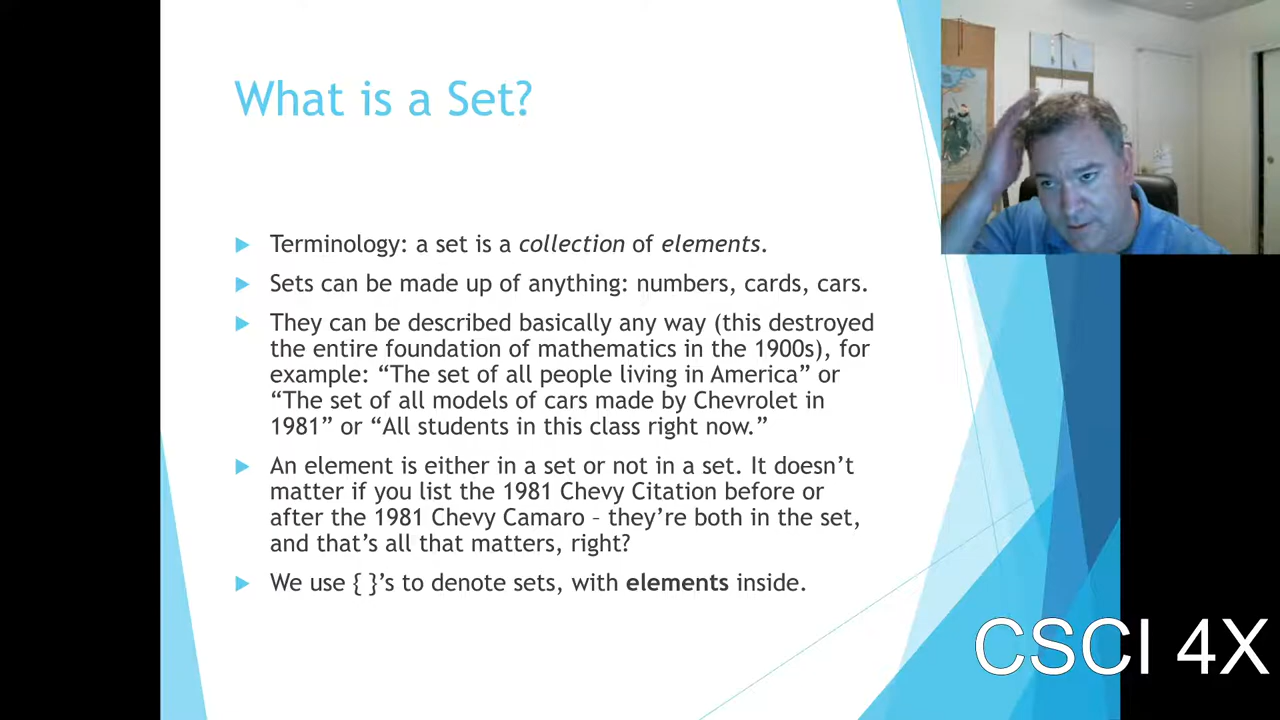 What is a Set?
Terminology: a set is a collection of elements.
Sets can be made up of anything: numbers, cards, cars.
They can be described basically any way (this destroyed
the entire foundation of mathematics in the 1900s), for
example: “The set of all people living in America” or
“The set of all models of cars made by Chevrolet in
1981” or “All students in this class right now.”
An element is either in a set or not in a set. It doesn’t
matter if you list the 1981 Chevy Citation before or
after the 1981 Chevy Camaro – they’re both in the set,
and that’s all that matters, right?
We use { }’s to denote sets, with elements inside.
CSCI 4X